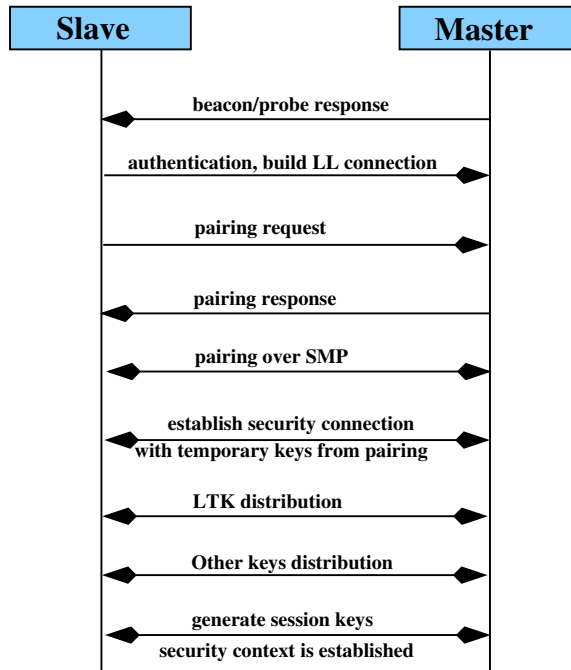 Slave
Master
beacon/probe response
authentication, build LL connection
pairing request
pairing response
pairing over SMP
establish security connection
with temporary keys from pairing
LTK distribution
Other keys distribution
generate session keys
security context is established